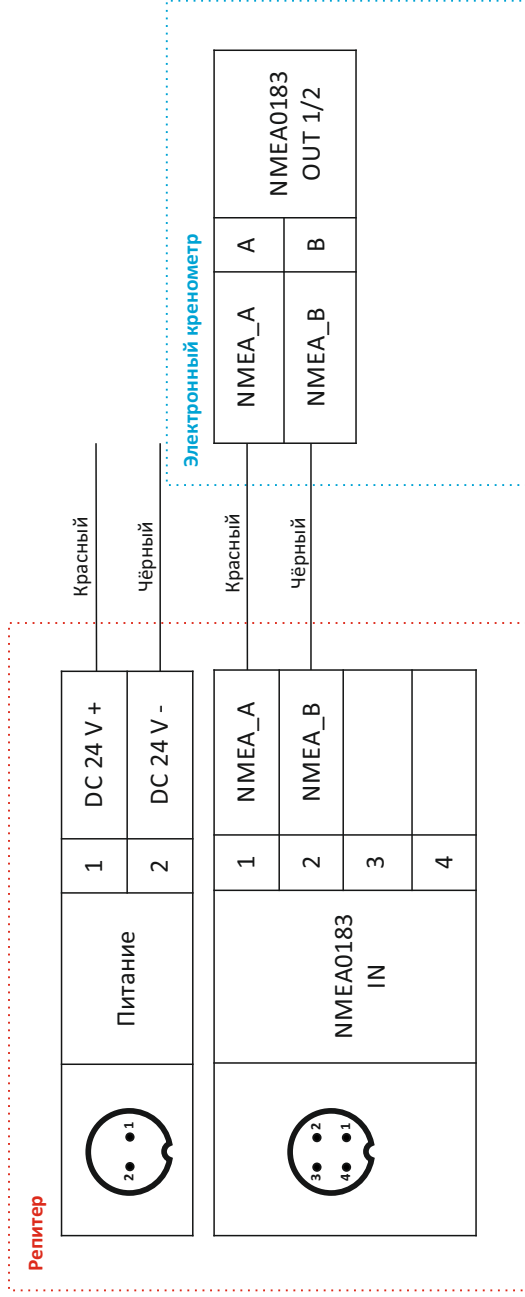 Репитер
2
1
Питание
1
DC 24 V +
Красный
2
DC 24 V -
Чёрный
3
2
4
1
NMEA0183
IN
1
NMEA_A
Красный
2
NMEA_B
Чёрный
3
4
Электронный кренометр
NMEA_A
A
NMEA_B
B
NMEA0183
OUT 1/2